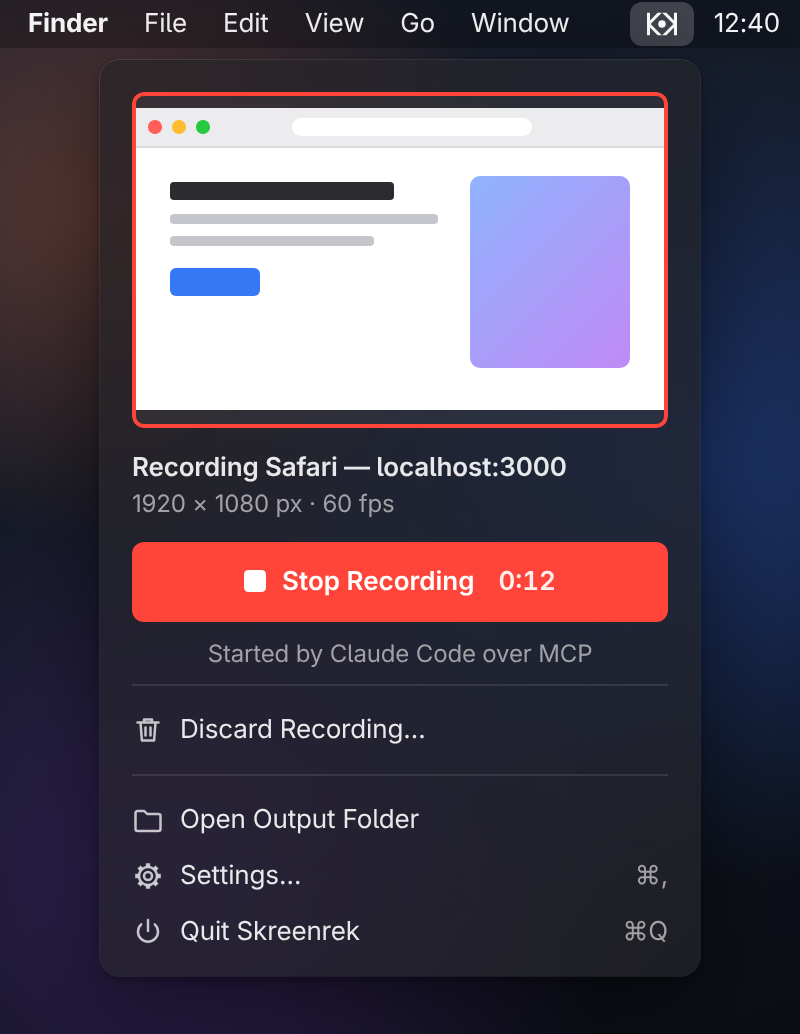 Finder File Edit View Go Window 12:40
Recording Safari — localhost:3000
1920 × 1080 px · 60 fps
Stop Recording 0:12
Started by Claude Code over MCP
Discard Recording...
Open Output Folder
Settings... ⌘,
Quit Skreenrek ⌘Q